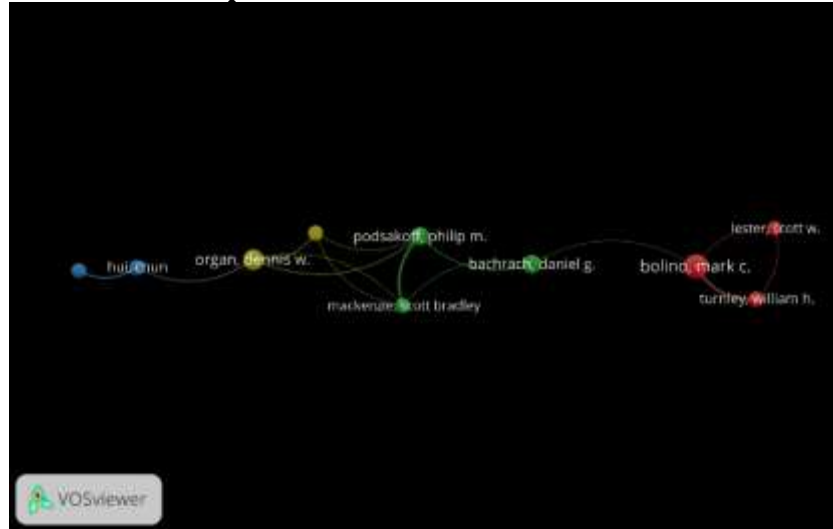 lester, scott w.
podsakoff, philip m.
organ, dennis w.
hui, chun
bachrach, daniel g.
bolino, mark c.
turnley, william h.
mackenzie, scott bradley
VOSviewer